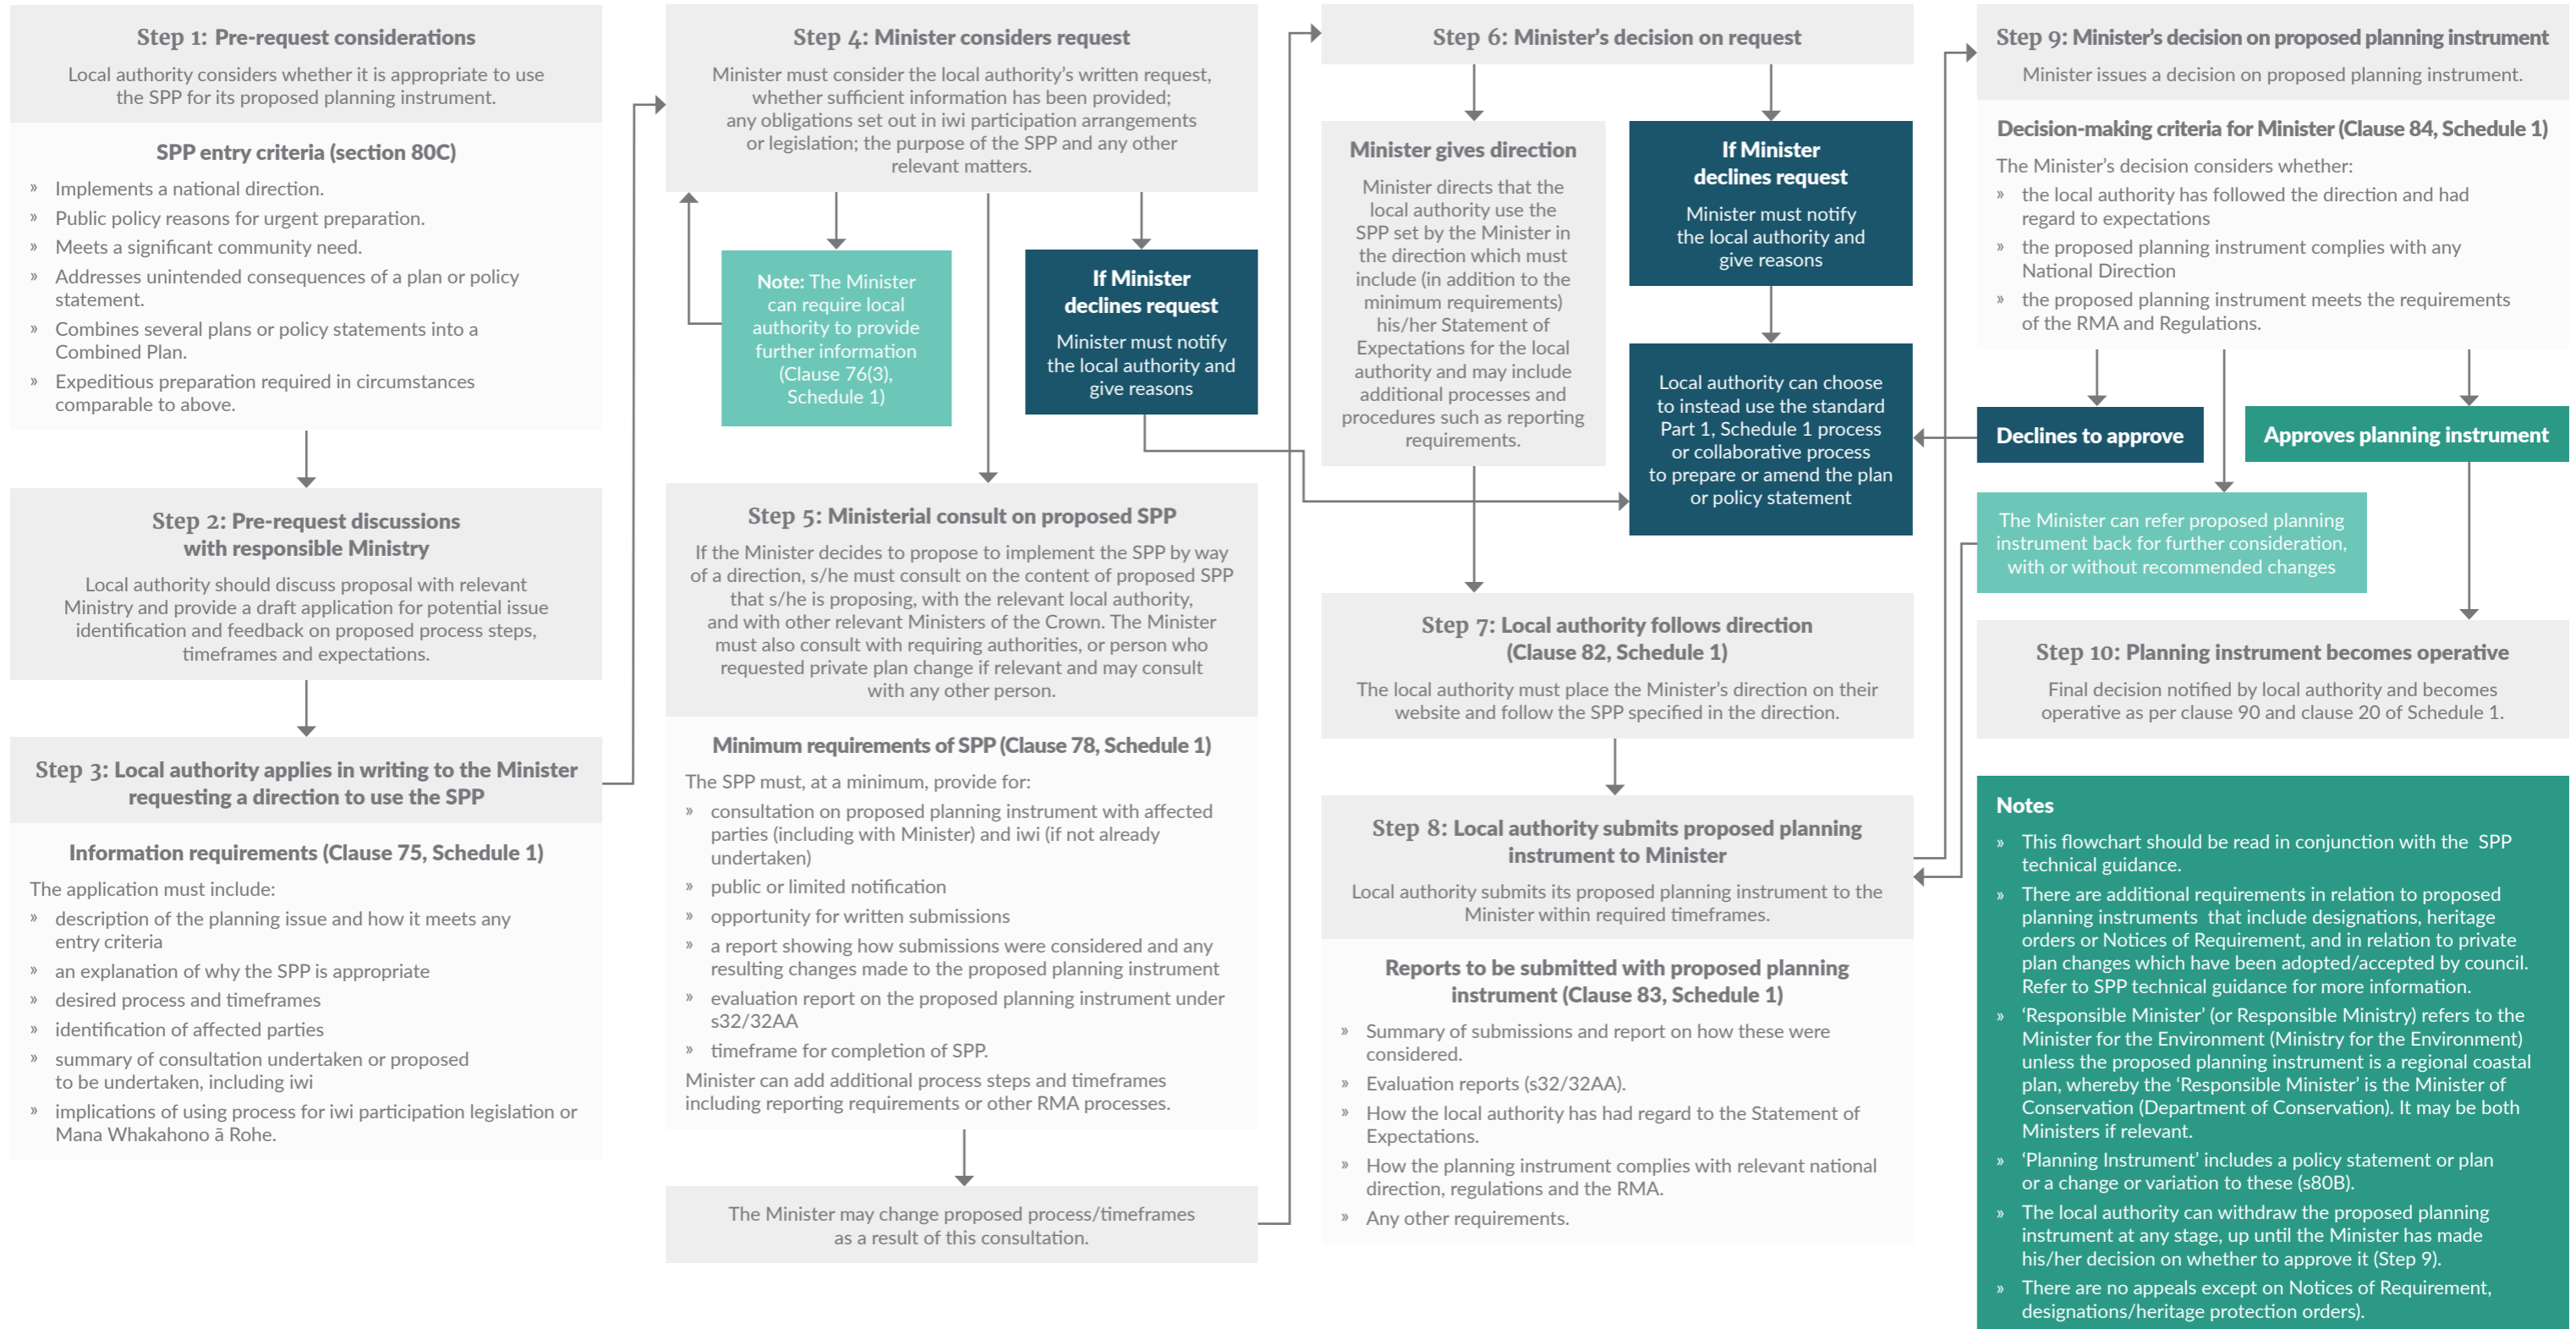 Step 1: Pre-request considerations
Local authority considers whether it is appropriate to use
the SPP for its proposed planning instrument.
SPP entry criteria (section 80C)
» Implements a national direction.
» Public policy reasons for urgent preparation.
» Meets a significant community need.
» Addresses unintended consequences of a plan or policy
statement.
» Combines several plans or policy statements into a
Combined Plan.
» Expeditious preparation required in circumstances
comparable to above.
Step 2: Pre-request discussions
with responsible Ministry
Local authority should discuss proposal with relevant
Ministry and provide a draft application for potential issue
identification and feedback on proposed process steps,
timeframes and expectations.
Step 3: Local authority applies in writing to the Minister
requesting a direction to use the SPP
Information requirements (Clause 75, Schedule 1)
The application must include:
» description of the planning issue and how it meets any
entry criteria
» an explanation of why the SPP is appropriate
» desired process and timeframes
» identification of affected parties
» summary of consultation undertaken or proposed
to be undertaken, including iwi
» implications of using process for iwi participation legislation or
Mana Whakahono ā Rohe.
Step 4: Minister considers request
Minister must consider the local authority's written request,
whether sufficient information has been provided;
any obligations set out in iwi participation arrangements
or legislation; the purpose of the SPP and any other
relevant matters.
Note: The Minister
can require local
authority to provide
further information
(Clause 76(3),
Schedule 1)
If Minister
declines request
Minister must notify
the local authority and
give reasons
Step 5: Ministerial consult on proposed SPP
If the Minister decides to propose to implement the SPP by way
of a direction, s/he must consult on the content of proposed SPP
that s/he is proposing, with the relevant local authority,
and with other relevant Ministers of the Crown. The Minister
must also consult with requiring authorities, or person who
requested private plan change if relevant and may consult
with any other person.
Minimum requirements of SPP (Clause 78, Schedule 1)
The SPP must, at a minimum, provide for:
» consultation on proposed planning instrument with affected
parties (including with Minister) and iwi (if not already
undertaken)
» public or limited notification
» opportunity for written submissions
» a report showing how submissions were considered and any
resulting changes made to the proposed planning instrument
» evaluation report on the proposed planning instrument under
s32/32AA
» timeframe for completion of SPP.
Minister can add additional process steps and timeframes
including reporting requirements or other RMA processes.
The Minister may change proposed process/timeframes
as a result of this consultation.
Step 6: Minister's decision on request
Minister gives direction
Minister directs that the
local authority use the
SPP set by the Minister in
the direction which must
include (in addition to the
minimum requirements)
his/her Statement of
Expectations for the local
authority and may include
additional processes and
procedures such as reporting
requirements.
If Minister
declines request
Minister must notify
the local authority and
give reasons
Local authority can choose
to instead use the standard
Part 1, Schedule 1 process
or collaborative process
to prepare or amend the plan
or policy statement
Step 7: Local authority follows direction
(Clause 82, Schedule 1)
The local authority must place the Minister's direction on their
website and follow the SPP specified in the direction.
Step 8: Local authority submits proposed planning
instrument to Minister
Local authority submits its proposed planning instrument to the
Minister within required timeframes.
Reports to be submitted with proposed planning
instrument (Clause 83, Schedule 1)
» Summary of submissions and report on how these were
considered.
» Evaluation reports (s32/32AA).
» How the local authority has had regard to the Statement of
Expectations.
» How the planning instrument complies with relevant national
direction, regulations and the RMA.
» Any other requirements.
Step 9: Minister's decision on proposed planning instrument
Minister issues a decision on proposed planning instrument.
Decision-making criteria for Minister (Clause 84, Schedule 1)
The Minister's decision considers whether:
» the local authority has followed the direction and had
regard to expectations
» the proposed planning instrument complies with any
National Direction
» the proposed planning instrument meets the requirements
of the RMA and Regulations.
Declines to approve
Approves planning instrument
The Minister can refer proposed planning
instrument back for further consideration,
with or without recommended changes
Step 10: Planning instrument becomes operative
Final decision notified by local authority and becomes
operative as per clause 90 and clause 20 of Schedule 1.
Notes
» This flowchart should be read in conjunction with the SPP
technical guidance.
» There are additional requirements in relation to proposed
planning instruments that include designations, heritage
orders or Notices of Requirement, and in relation to private
plan changes which have been adopted/accepted by council.
Refer to SPP technical guidance for more information.
» ‘Responsible Minister’ (or Responsible Ministry) refers to the
Minister for the Environment (Ministry for the Environment)
unless the proposed planning instrument is a regional coastal
plan, whereby the ‘Responsible Minister’ is the Minister of
Conservation (Department of Conservation). It may be both
Ministers if relevant.
» ‘Planning Instrument’ includes a policy statement or plan
or a change or variation to these (s80B).
» The local authority can withdraw the proposed planning
instrument at any stage, up until the Minister has made
his/her decision on whether to approve it (Step 9).
» There are no appeals except on Notices of Requirement,
designations/heritage protection orders).